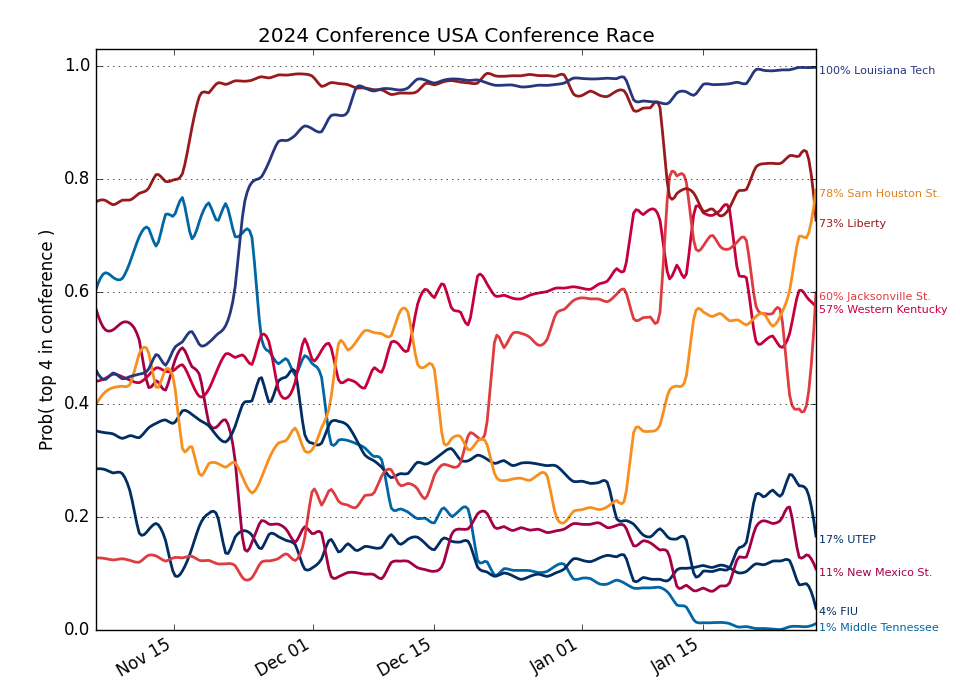 2024 Conference USA Conference Race
Prob( top 4 in conference )
1.0
0.8
0.6
0.4
0.2
0.0
Nov 15
Dec 01
Dec 15
Jan 01
Jan 15
100% Louisiana Tech
78% Sam Houston St.
73% Liberty
60% Jacksonville St.
57% Western Kentucky
17% UTEP
11% New Mexico St.
4% FIU
1% Middle Tennessee